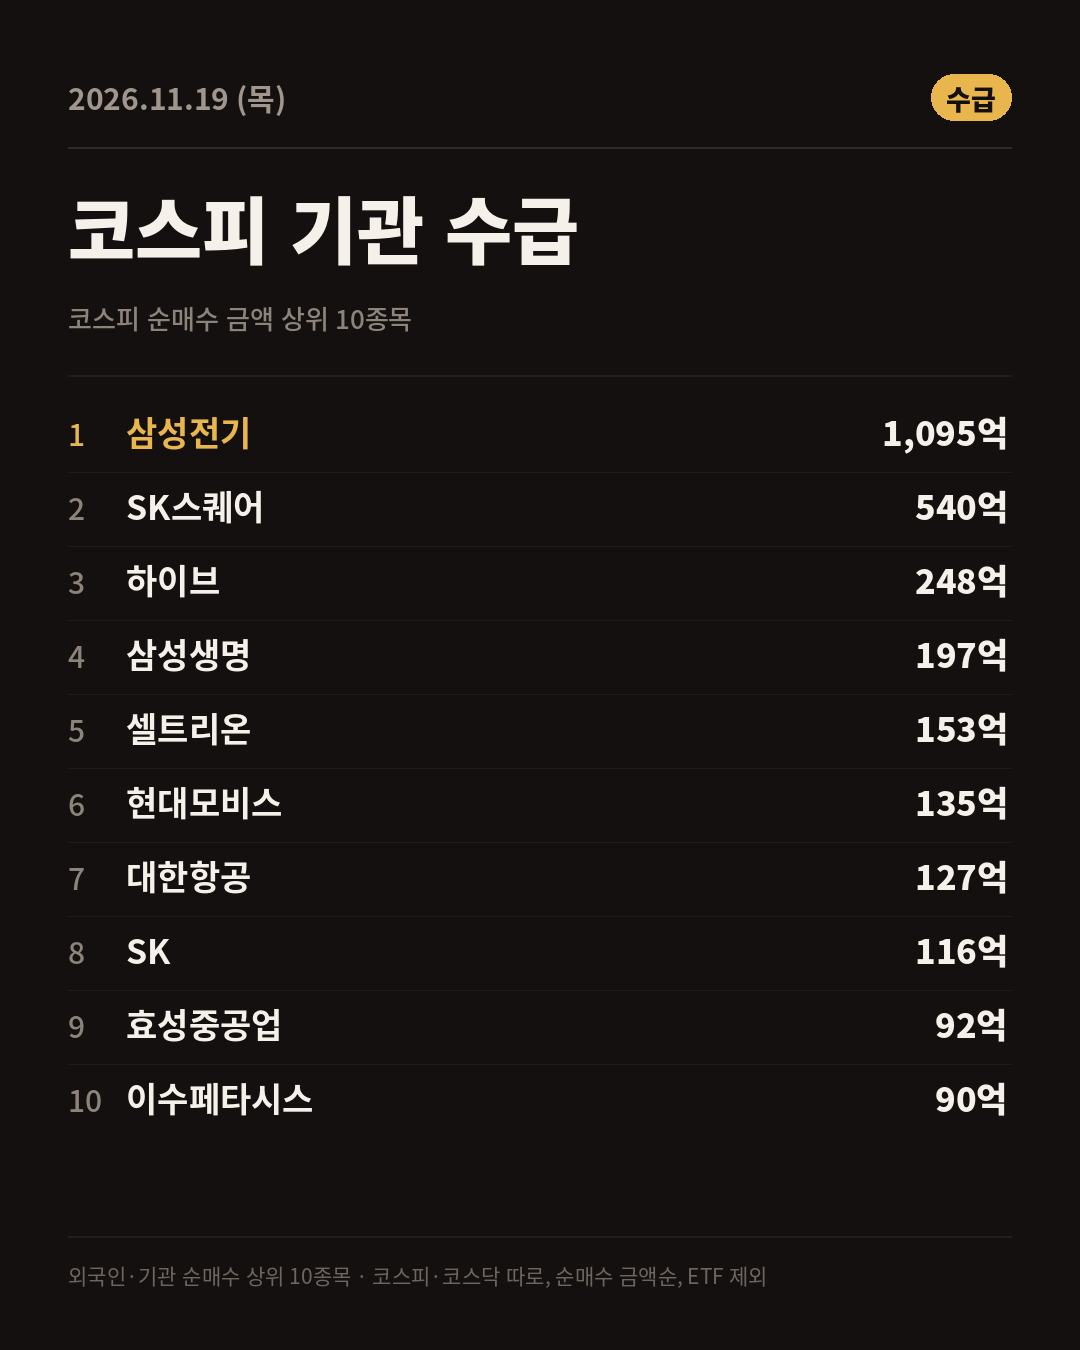 2026.11.19 (목)
수급
코스피 기관 수급
코스피 순매수 금액 상위 10종목
1 삼성전기 1,095억
2 SK스퀘어 540억
3 하이브 248억
4 삼성생명 197억
5 셀트리온 153억
6 현대모비스 135억
7 대한항공 127억
8 SK 116억
9 효성중공업 92억
10 이수페타시스 90억
외국인·기관 순매수 상위 10종목 · 코스피·코스닥 따로, 순매수 금액순, ETF 제외